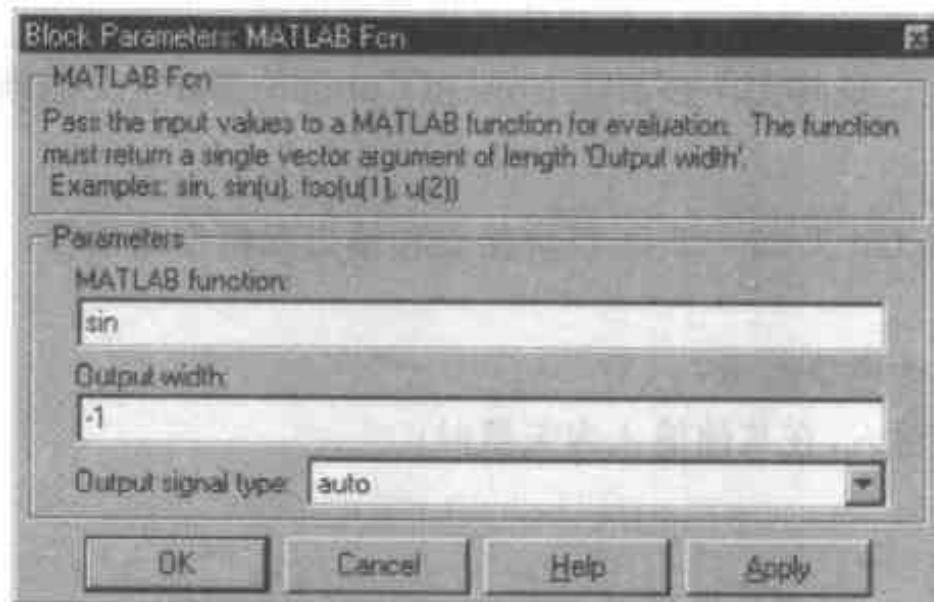 Block Parameters: MATLAB Fcn
MATLAB Fcn
Pass the input values to a MATLAB function for evaluation. The function
must return a single vector argument of length 'Output width'.
Examples: sin, sin(u), foo(u(1), u(2))
Parameters
MATLAB function:
sin
Output width:
-1
Output signal type: auto
OK Cancel Help Apply